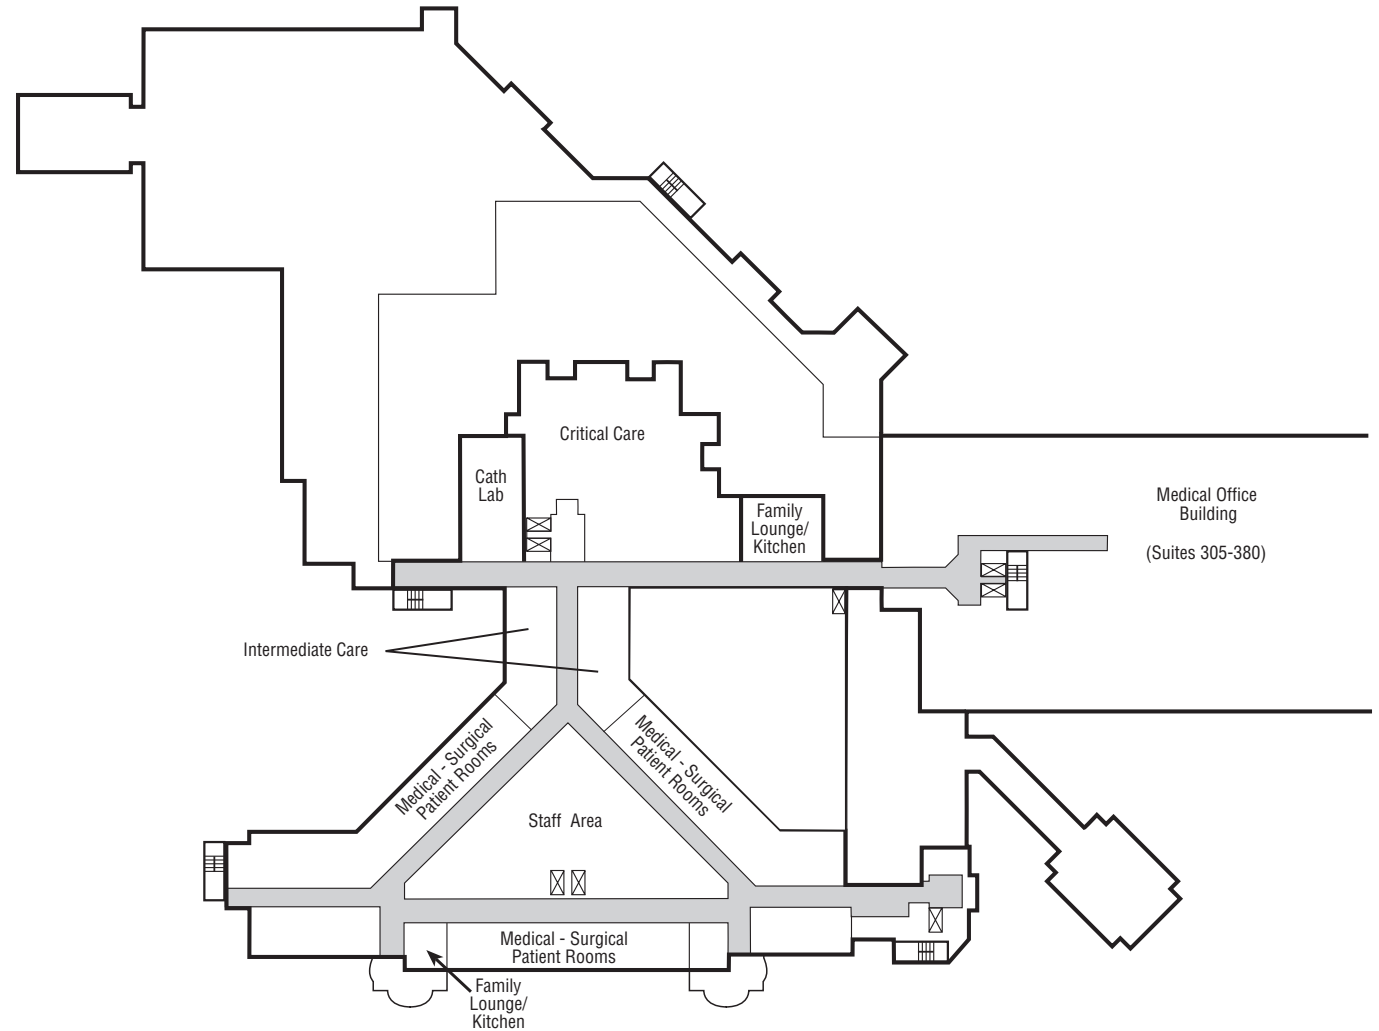 Critical Care
Cath
Lab
Medical Office
Building
(Suites 305-380)
Family
Lounge/
Kitchen
Intermediate Care
Medical - Surgical
Patient Rooms
Medical - Surgical
Patient Rooms
Staff Area
Medical - Surgical
Patient Rooms
Family
Lounge/
Kitchen